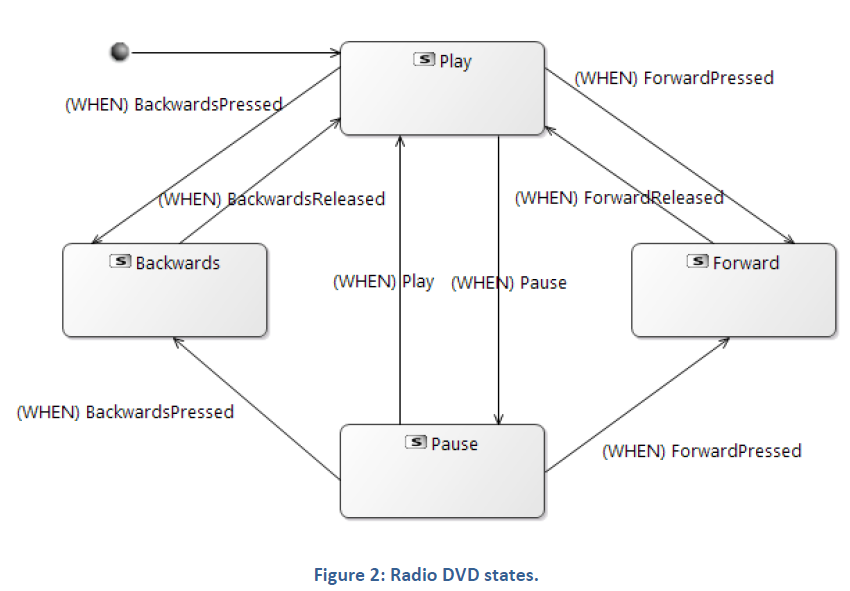 S Play
(WHEN) ForwardPressed
(WHEN) BackwardsPressed
(WHEN) BackwardsReleased
(WHEN) ForwardReleased
S Backwards
S Forward
(WHEN) Play
(WHEN) Pause
(WHEN) BackwardsPressed
S Pause
(WHEN) ForwardPressed
Figure 2: Radio DVD states.